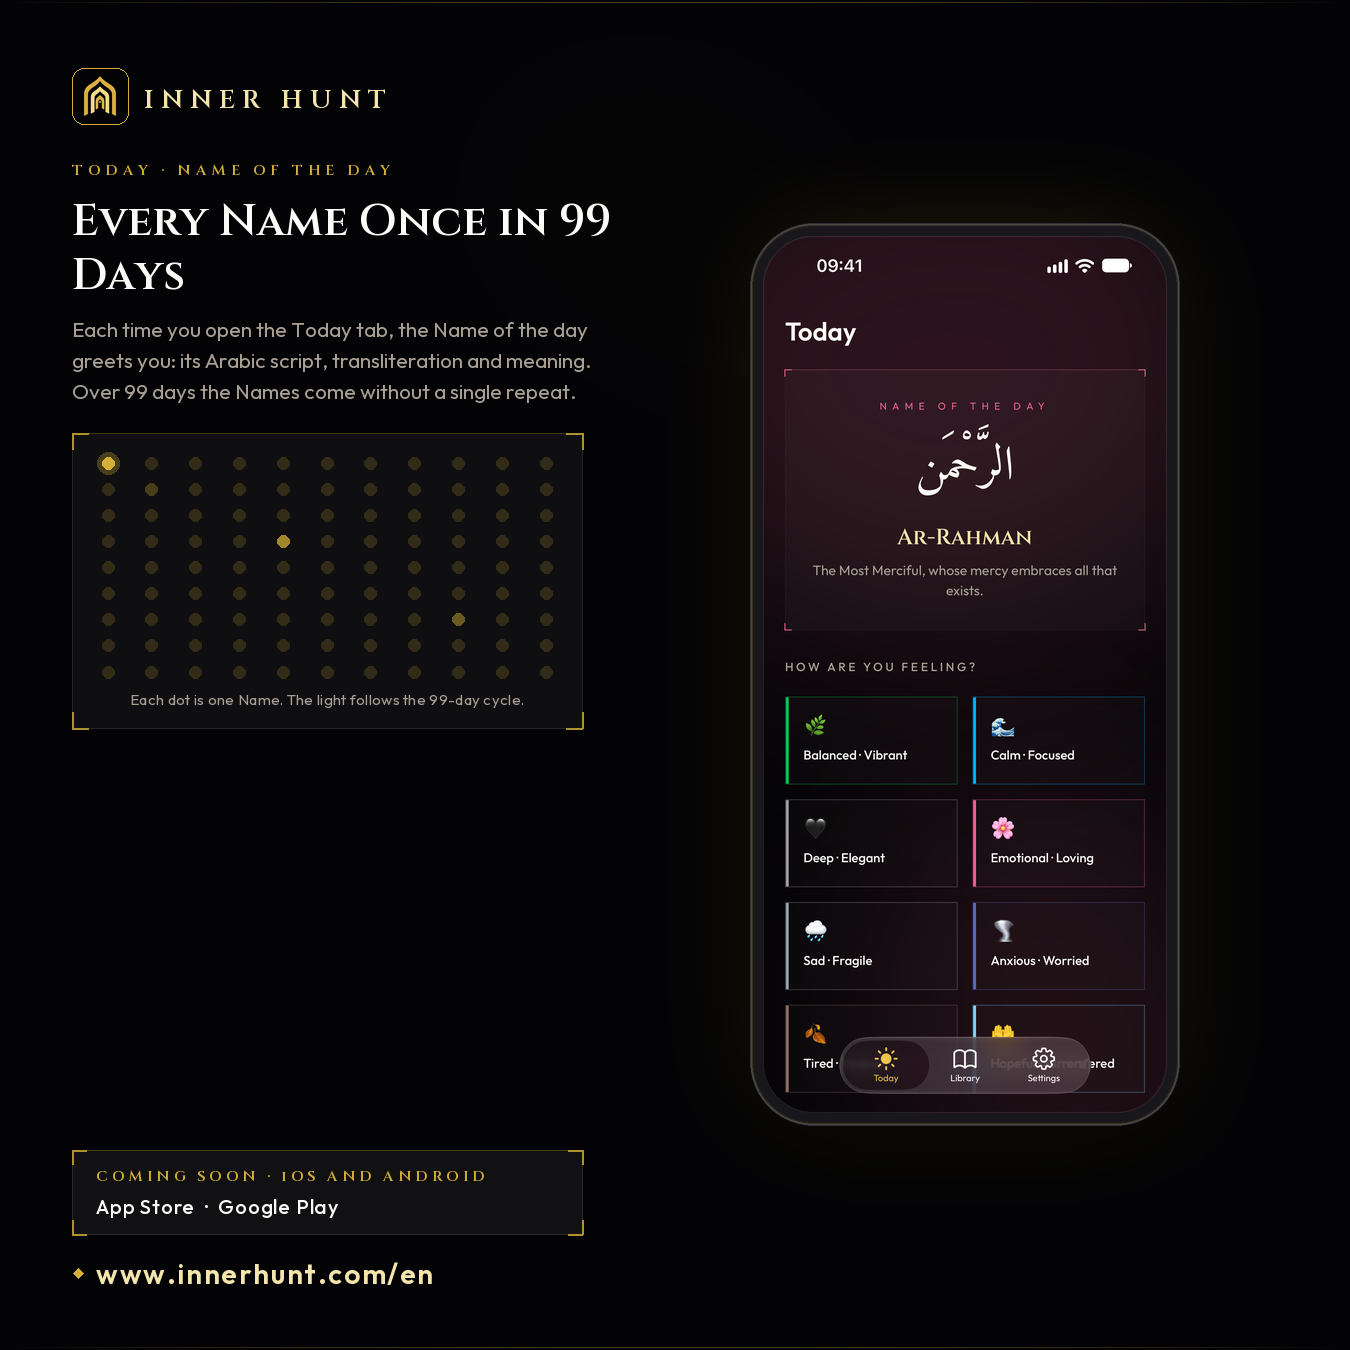 INNER HUNT
TODAY · NAME OF THE DAY
EVERY NAME ONCE IN 99
DAYS
Each time you open the Today tab, the Name of the day
greets you: its Arabic script, transliteration and meaning.
Over 99 days the Names come without a single repeat.
Each dot is one Name. The light follows the 99-day cycle.
COMING SOON · iOS AND ANDROID
App Store · Google Play
www.innerhunt.com/en
09:41
Today
NAME OF THE DAY
الرَّحْمَن
AR-RAHMAN
The Most Merciful, whose mercy embraces all that
exists.
HOW ARE YOU FEELING?
Balanced · Vibrant
Calm · Focused
Deep · Elegant
Emotional · Loving
Sad · Fragile
Anxious · Worried
Tired ·
Today
Library
Settings